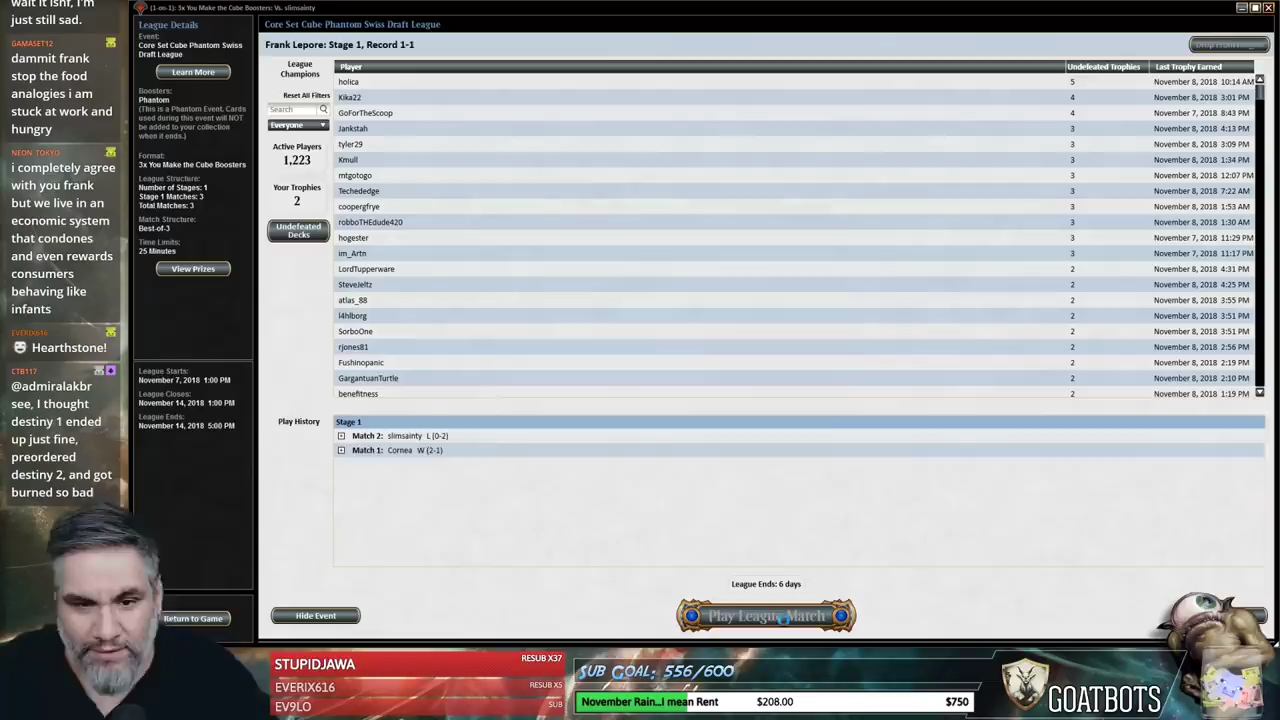 wait it isnt, i'm
just still.
GAMASET12
dammit frank
stop the food
analogies i am
stuck at work and
hungry
NEON_TOKYO
i completely agree
with you frank
but we live in an
economic system
that condones
and even rewards
consumers
behaving like
infants
EVERIX616
Hearthstone!
CTB117
@admiralakbr
see, I thought
destiny 1 ended
up just fine,
preordered
destiny 2, and got
burned so bad
(1-on-1): 3x You Make the Cube Boosters: Vs. slimsainty
League Details
Event:
Core Set Cube Phantom Swiss
Draft League
Learn More
Boosters:
Phantom
(This is a Phantom Event. Cards
used during this event will NOT
be added to your collection
when it ends.)
Format:
3x You Make the Cube Boosters
League Structure:
Number of Stages: 1
Stage 1 Matches: 3
Total Matches: 3
Match Structure:
Best-of-3
Time Limits:
25 Minutes
View Prizes
League Starts:
November 7, 2018 1:00 PM
League Closes:
November 14, 2018 1:00 PM
League Ends:
November 14, 2018 5:00 PM
Return to Game
Core Set Cube Phantom Swiss Draft League
Frank Lepore: Stage 1, Record 1-1
League
Champions
Reset All Filters
Search
Everyone
Active Players
1,223
Your Trophies
2
Undefeated
Decks
Player Undefeated Trophies Last Trophy Earned
holica 5 November 8, 2018 10:14 AM
Kika22 4 November 8, 2018 3:01 PM
GoForTheScoop 4 November 7, 2018 8:43 PM
Jankstah 3 November 8, 2018 4:13 PM
tyler29 3 November 8, 2018 3:09 PM
Kmull 3 November 8, 2018 1:34 PM
mtgotogo 3 November 8, 2018 12:07 PM
Techededge 3 November 8, 2018 7:22 AM
coopergfrye 3 November 8, 2018 1:53 AM
robboTHEdude420 3 November 8, 2018 1:30 AM
hogester 3 November 7, 2018 11:29 PM
im_Artn 3 November 7, 2018 11:17 PM
LordTupperware 2 November 8, 2018 4:31 PM
SteveJeltz 2 November 8, 2018 4:25 PM
atlas_88 2 November 8, 2018 3:55 PM
l4hlborg 2 November 8, 2018 3:51 PM
SorboOne 2 November 8, 2018 3:51 PM
rjones81 2 November 8, 2018 2:56 PM
Fushinopanic 2 November 8, 2018 2:19 PM
GargantuanTurtle 2 November 8, 2018 2:10 PM
benefitness 2 November 8, 2018 1:19 PM
Play History
Stage 1
Match 2: slimsainty L (0-2)
Match 1: Cornea W (2-1)
League Ends: 6 days
Hide Event
Play League Match
STUPIDJAWA RESUB X37
EVERIX616 RESUB X5
EV9LO SUB
SUB GOAL: 556/600
November Rain...I mean Rent $208.00 $750
GOATBOTS